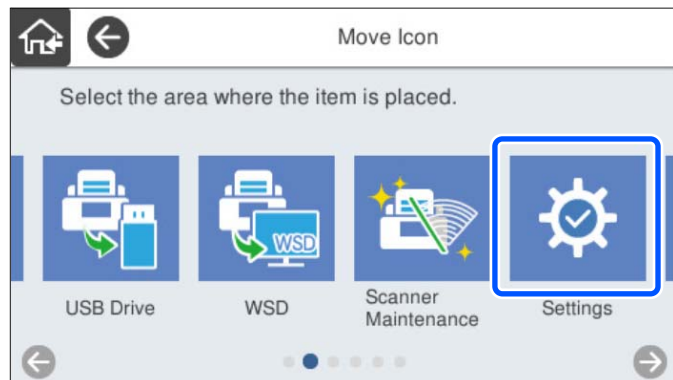 Move Icon
Select the area where the item is placed.
WSD
USB Drive
WSD
Scanner
Maintenance
Settings